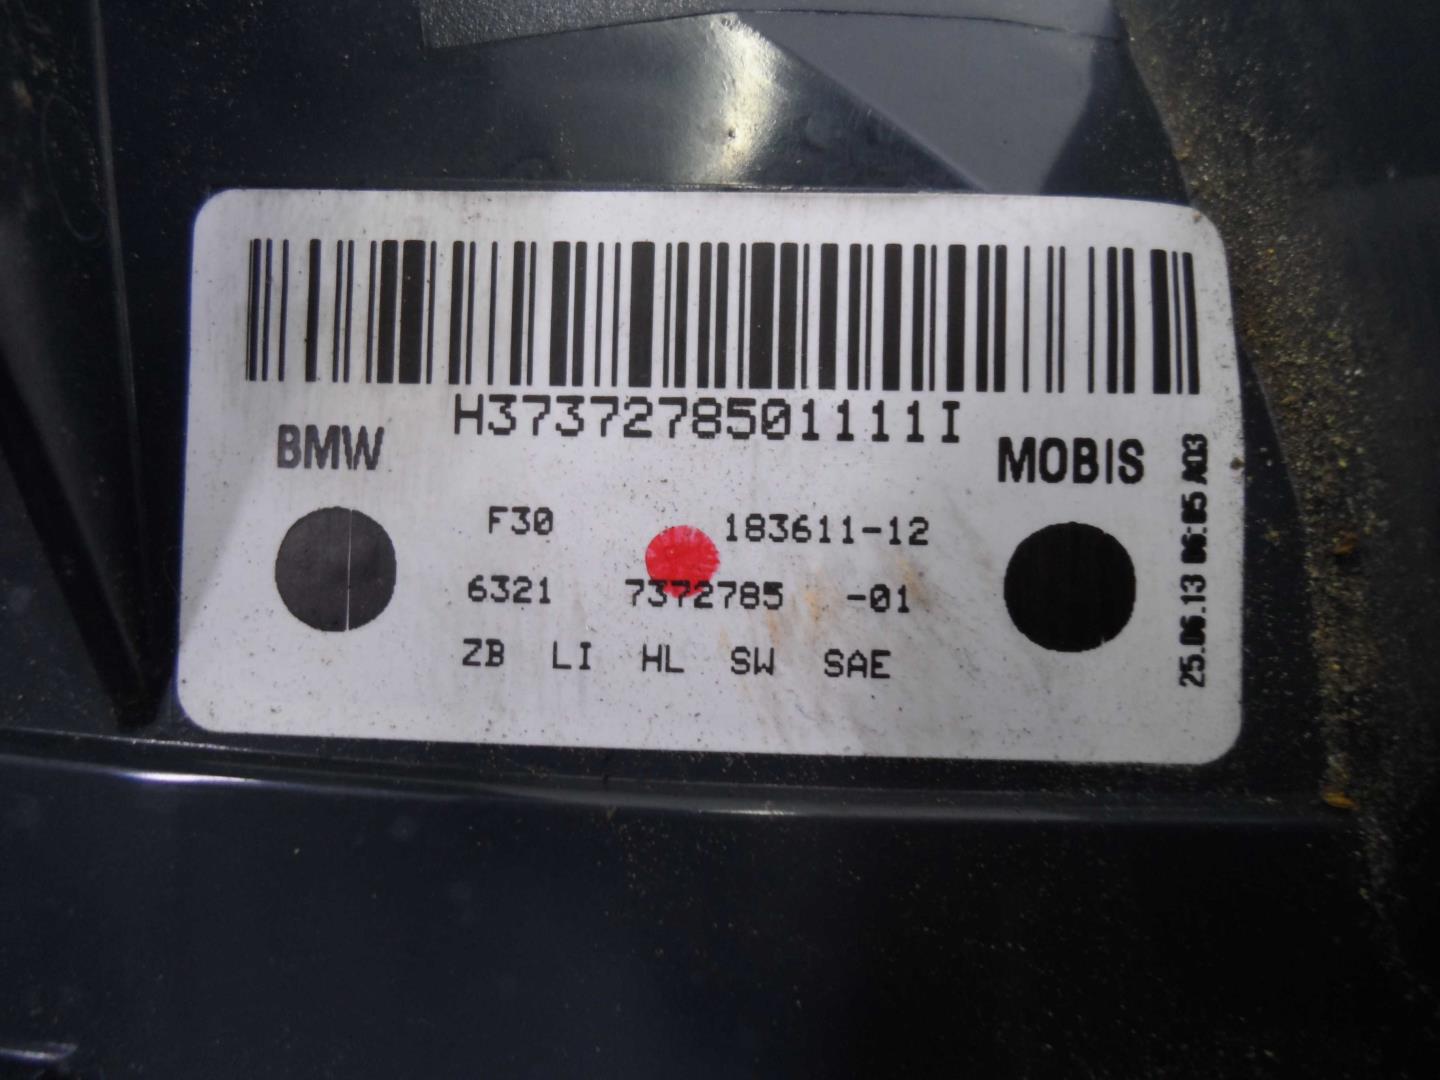 H3737278501111I
BMW
MOBIS
F30 183611-12
6321 7372785 -01
ZB LI HL SW SAE
25.06.13 06:05 A03